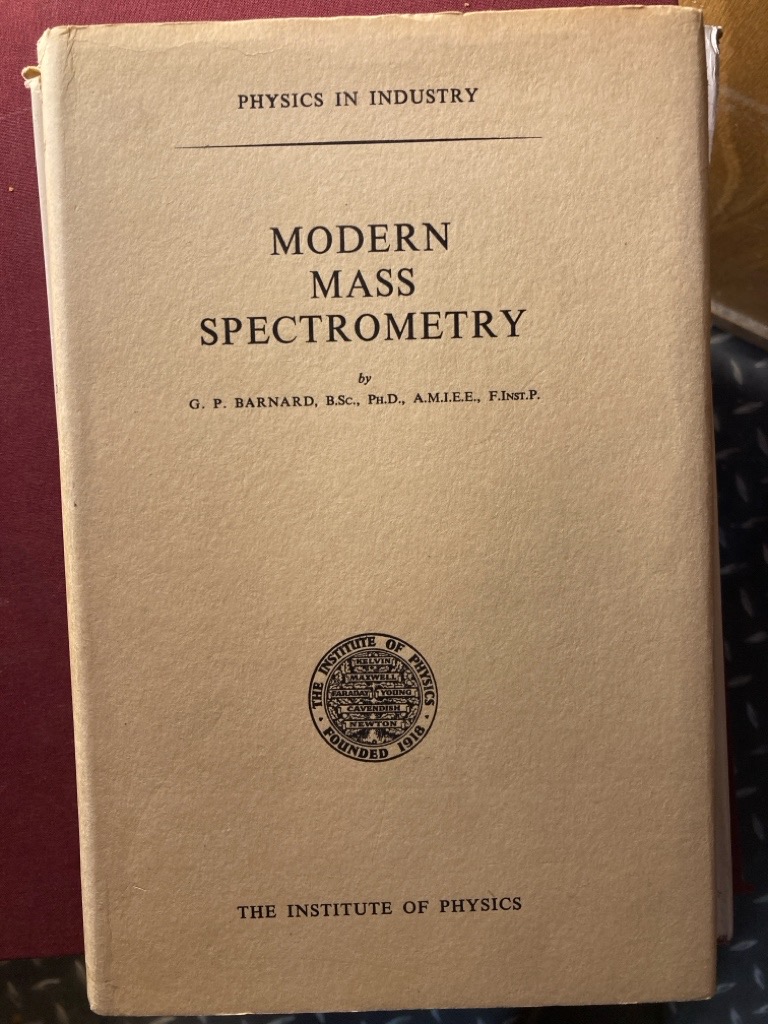 PHYSICS IN INDUSTRY
MODERN
MASS
SPECTROMETRY
by
G. P. BARNARD, B.Sc., Ph.D., A.M.I.E.E., F.Inst.P.
THE INSTITUTE OF PHYSICS
KELVIN
MAXWELL
FARADAY YOUNG
CAVENDISH
NEWTON
· FOUNDED 1918 ·
THE INSTITUTE OF PHYSICS